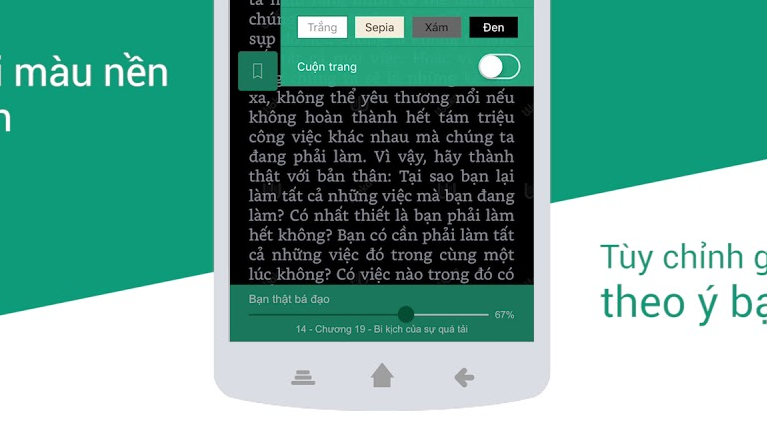 i màu nền
n
Trắng Sepia Xám Đen
Cuộn trang
xa, không thể yêu thương nổi nếu
không hoàn thành hết tám triệu
công việc khác nhau mà chúng ta
đang phải làm. Vì vậy, hãy thành
thật với bản thân: Tại sao bạn lại
làm tất cả những việc mà bạn đang
làm? Có nhất thiết là bạn phải làm
hết không? Bạn có cần phải làm tất
cả những việc đó trong cùng một
lúc không? Có việc nào trong đó có
Bạn thật bá đạo
67%
14 - Chương 19 - Bi kịch của sự quá tải
Tùy chỉnh g
theo ý bạ